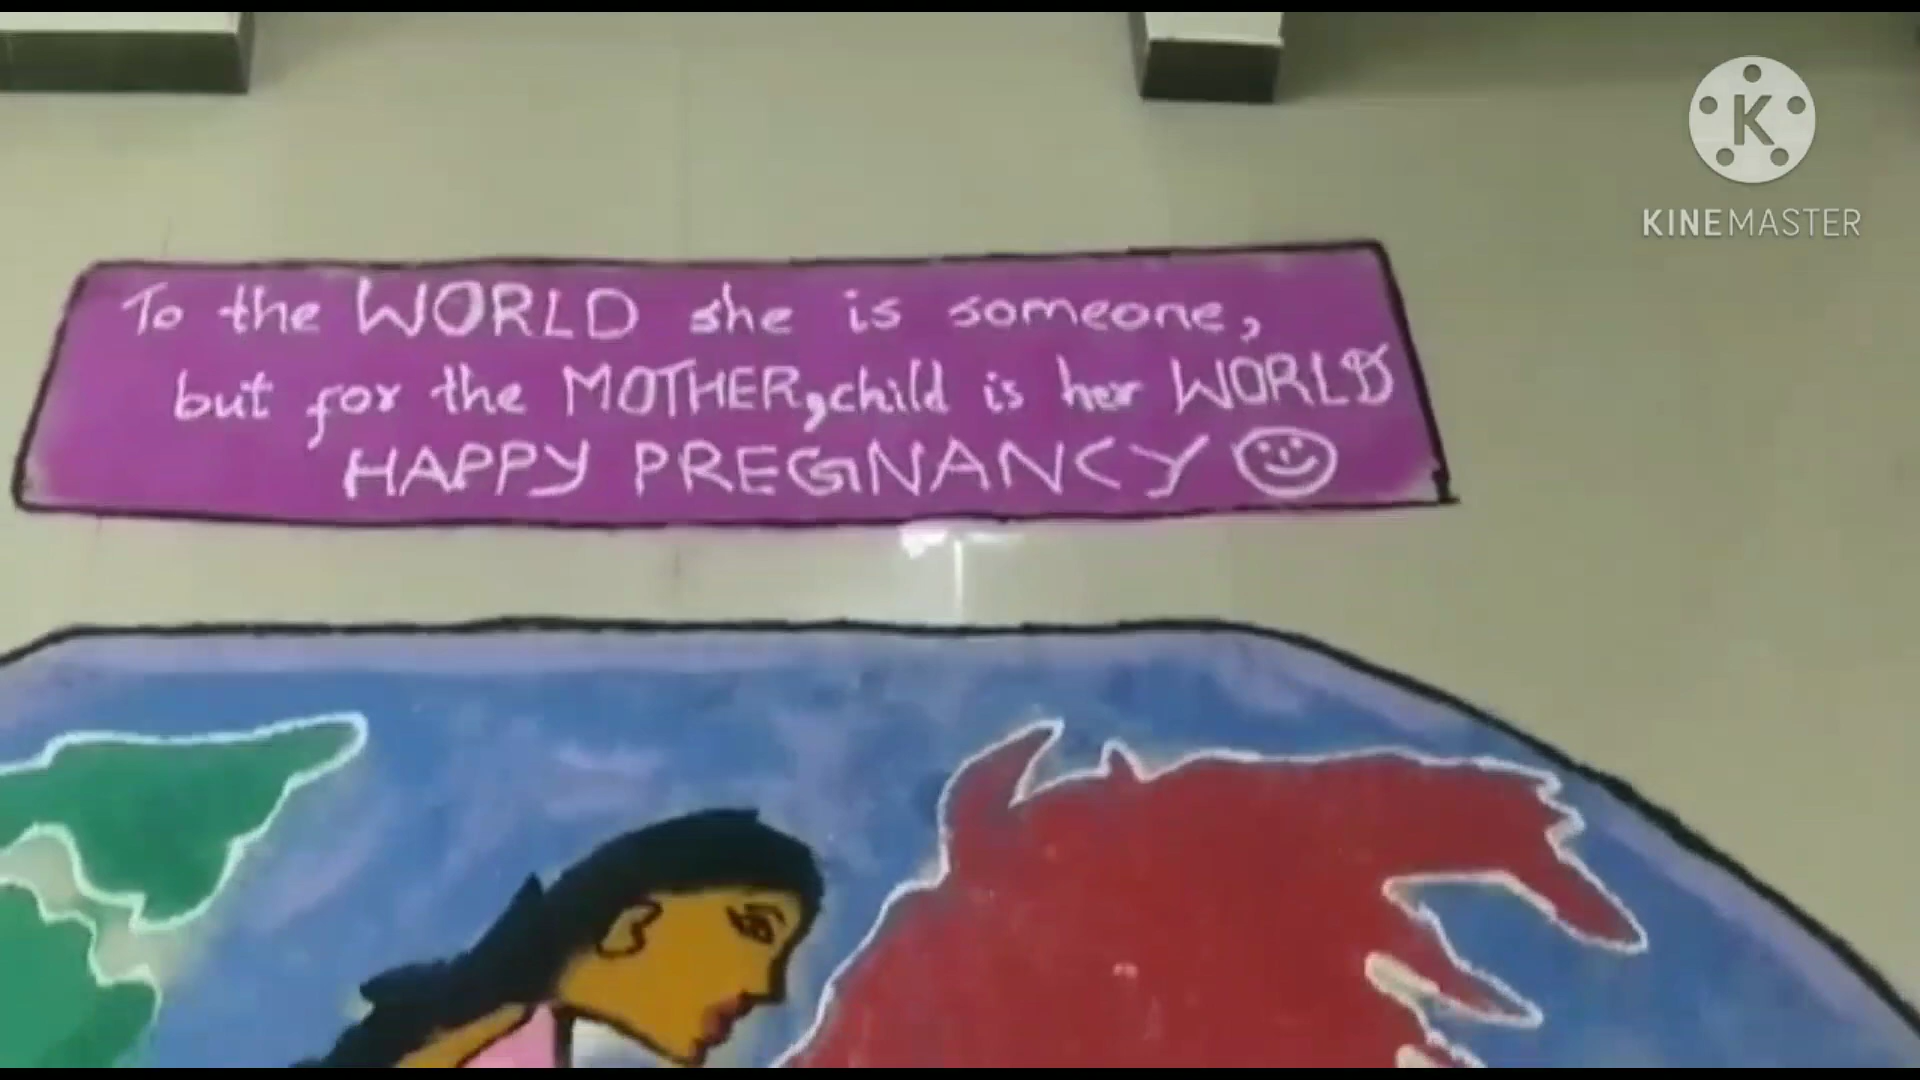 K
KINEMASTER
To the WORLD she is someone,
but for the MOTHER, child is her WORLD
HAPPY PREGNANCY